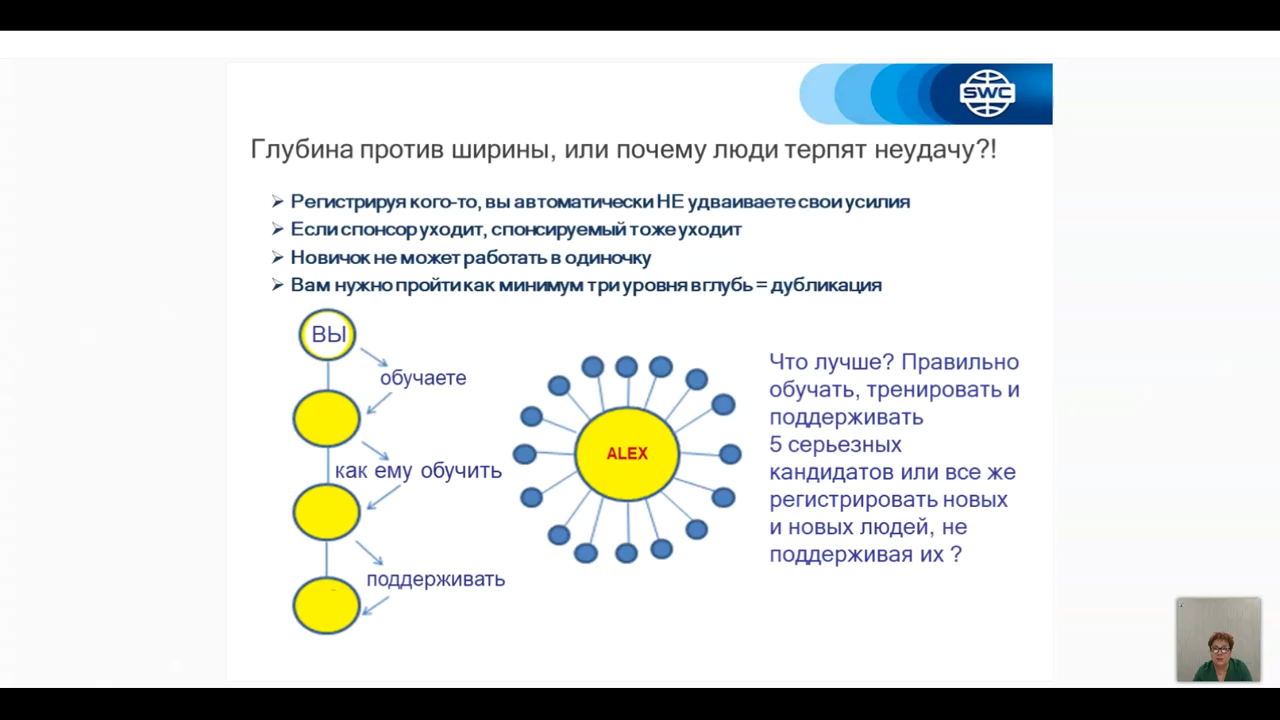 SWC
Глубина против ширины, или почему люди терпят неудачу?!
Регистрируя кого-то, вы автоматически НЕ удваиваете свои усилия
Если спонсор уходит, спонсируемый тоже уходит
Новичок не может работать в одиночку
Вам нужно пройти как минимум три уровня вглубь = дубликация
ВЫ
обучаете
как ему обучить
поддерживать
ALEX
Что лучше? Правильно
обучать, тренировать и
поддерживать
5 серьезных
кандидатов или все же
регистрировать новых
и новых людей, не
поддерживая их ?